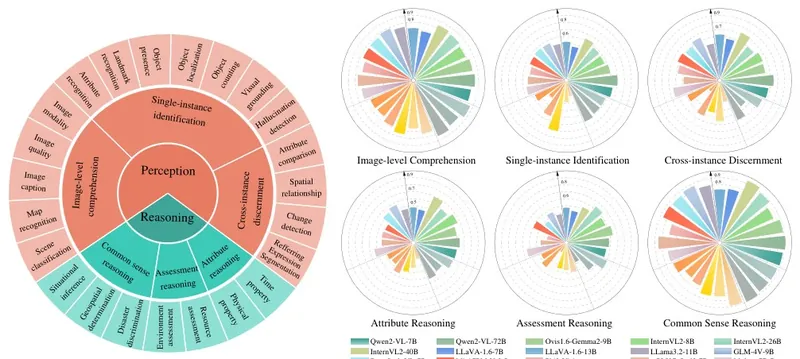 Perception
Reasoning
Single-instance
identification
Image-level
comprehension
Cross-instance
discernment
Common sense
reasoning
Assessment
reasoning
Attribute
reasoning
Scene
classification
Map
recognition
Image
caption
Image
quality
Image
modality
Attribute
recognition
Landmark
recognition
Object
presence
Object
localization
Object
counting
Visual
grounding
Hallucination
detection
Attribute
comparison
Spatial
relationship
Change
detection
Refferring
Expression
Segmentation
Time
property
Physical
property
Resource
assessment
Environment
assessment
Disaster
discrimination
Geospatial
determination
Situational
inference
Image-level Comprehension
Single-instance Identification
Cross-instance Discernment
Attribute Reasoning
Assessment Reasoning
Common Sense Reasoning
Qwen2-VL-7B
Qwen2-VL-72B
Ovis1.6-Gemma2-9B
InternVL2-8B
InternVL2-26B
InternVL2-40B
LLaVA-1.6-7B
LLaVA-1.6-13B
LLama3.2-11B
GLM-4V-9B